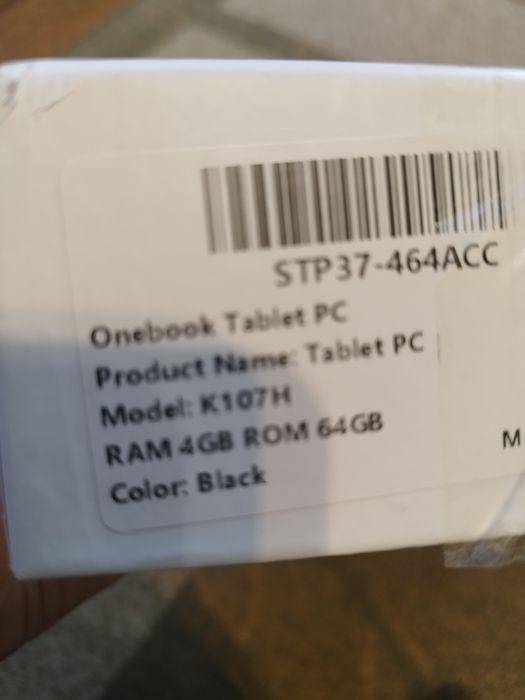 STP37-464ACC
Onebook Tablet PC
Product Name: Tablet PC
Model: K107H
RAM 4GB ROM 64GB
M
Color: Black